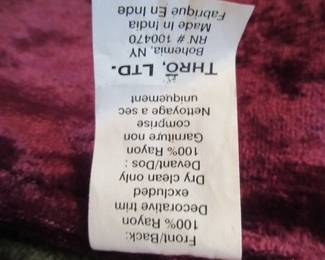 Front/Back:
100% Rayon
Decorative trim
excluded
Dry clean only
Devant/Dos :
100% Rayon
Garniture non
comprise
Nettoyage a sec
uniquement
THRO, LTD.
Bohemia, NY
RN # 100470
Made In India
Fabrique En Inde